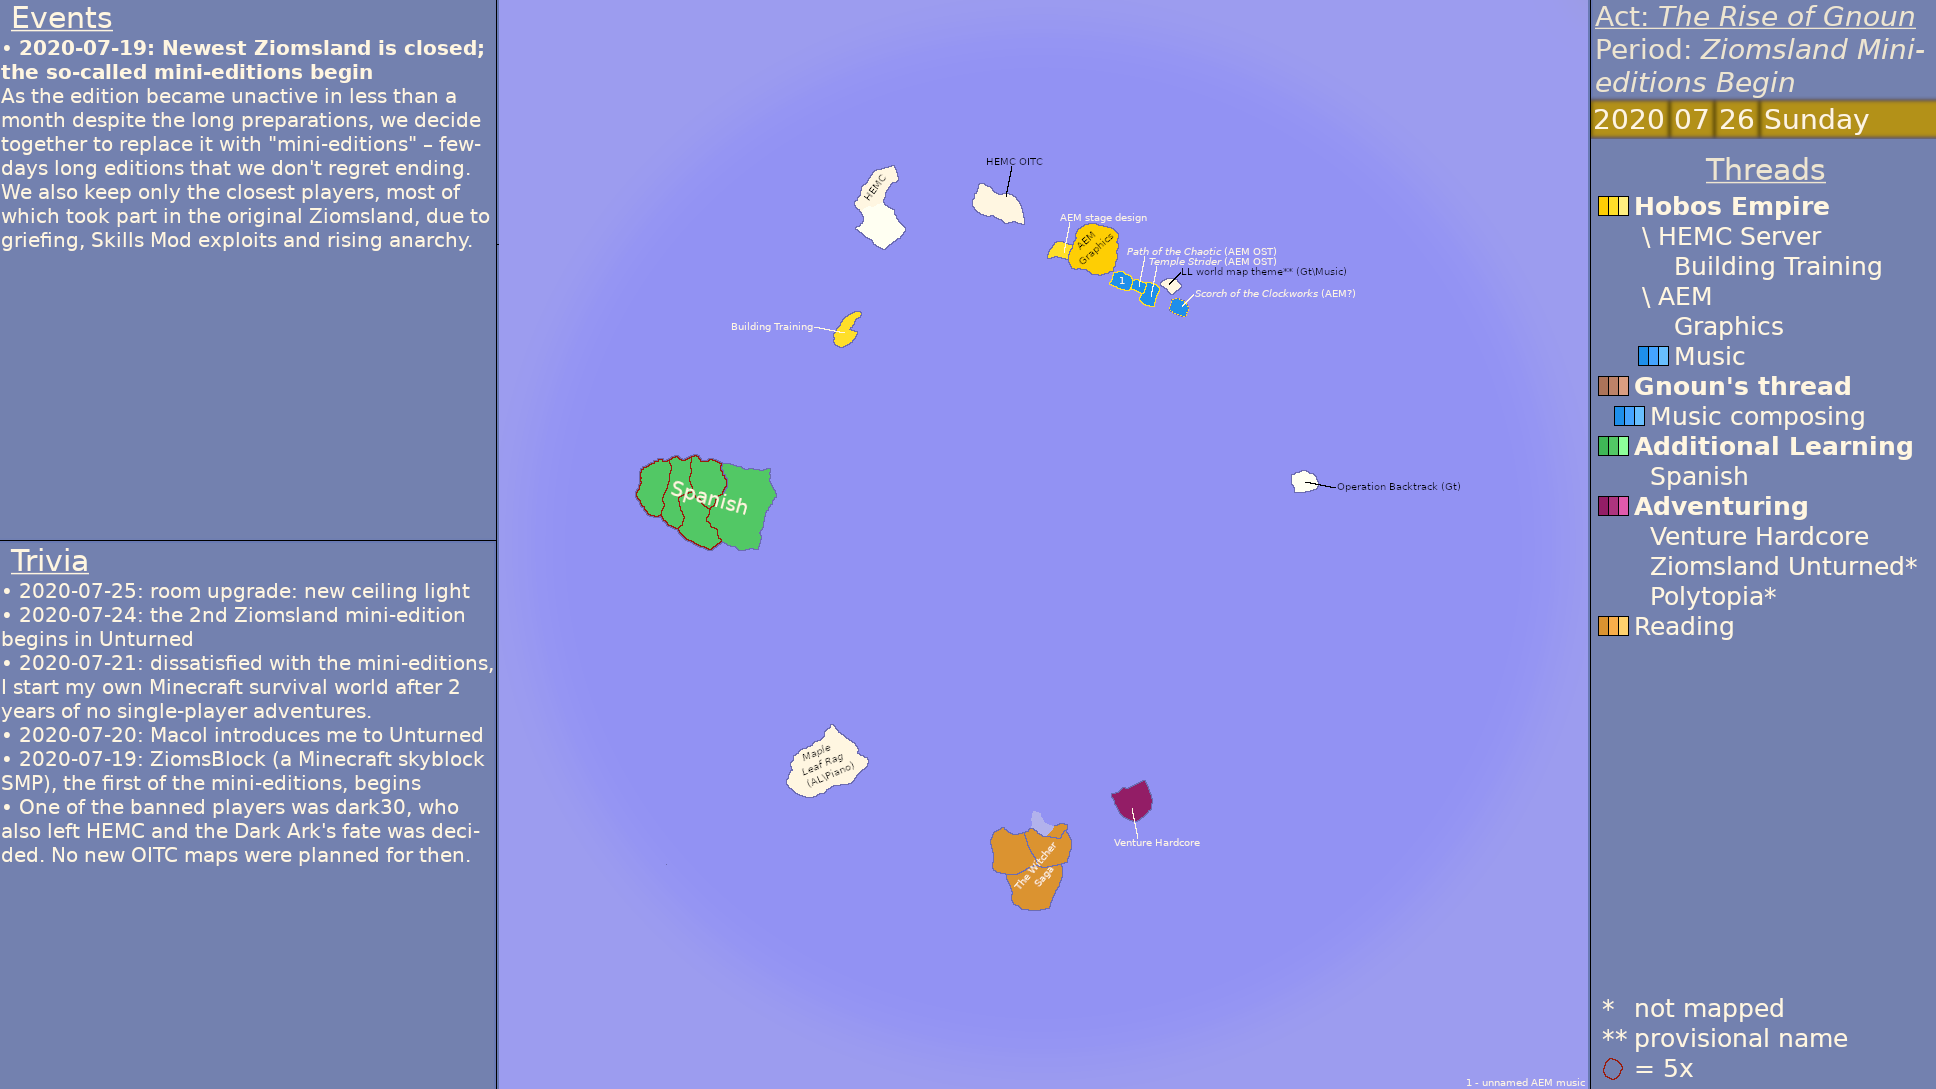 Events
• 2020-07-19: Newest Ziomsland is closed;
the so-called mini-editions begin
As the edition became unactive in less than a
month despite the long preparations, we decide
together to replace it with "mini-editions" – few-
days long editions that we don't regret ending.
We also keep only the closest players, most of
which took part in the original Ziomsland, due to
griefing, Skills Mod exploits and rising anarchy.
Trivia
• 2020-07-25: room upgrade: new ceiling light
• 2020-07-24: the 2nd Ziomsland mini-edition
begins in Unturned
• 2020-07-21: dissatisfied with the mini-editions,
I start my own Minecraft survival world after 2
years of no single-player adventures.
• 2020-07-20: Macol introduces me to Unturned
• 2020-07-19: ZiomsBlock (a Minecraft skyblock
SMP), the first of the mini-editions, begins
• One of the banned players was dark30, who
also left HEMC and the Dark Ark's fate was deci-
ded. No new OITC maps were planned for then.
HEMC
HEMC OITC
AEM stage design
AEM
Graphics
Path of the Chaotic (AEM OST)
Temple Strider (AEM OST)
LL world map theme** (Gt\Music)
1
Scorch of the Clockworks (AEM?)
Building Training
Spanish
Operation Backtrack (Gt)
Maple
Leaf Rag
(AL\Piano)
Venture Hardcore
The Witcher
Saga
1 - unnamed AEM music
Act: The Rise of Gnoun
Period: Ziomsland Mini-
editions Begin
2020 07 26 Sunday
Threads
Hobos Empire
\ HEMC Server
Building Training
\ AEM
Graphics
Music
Gnoun's thread
Music composing
Additional Learning
Spanish
Adventuring
Venture Hardcore
Ziomsland Unturned*
Polytopia*
Reading
* not mapped
** provisional name
= 5x